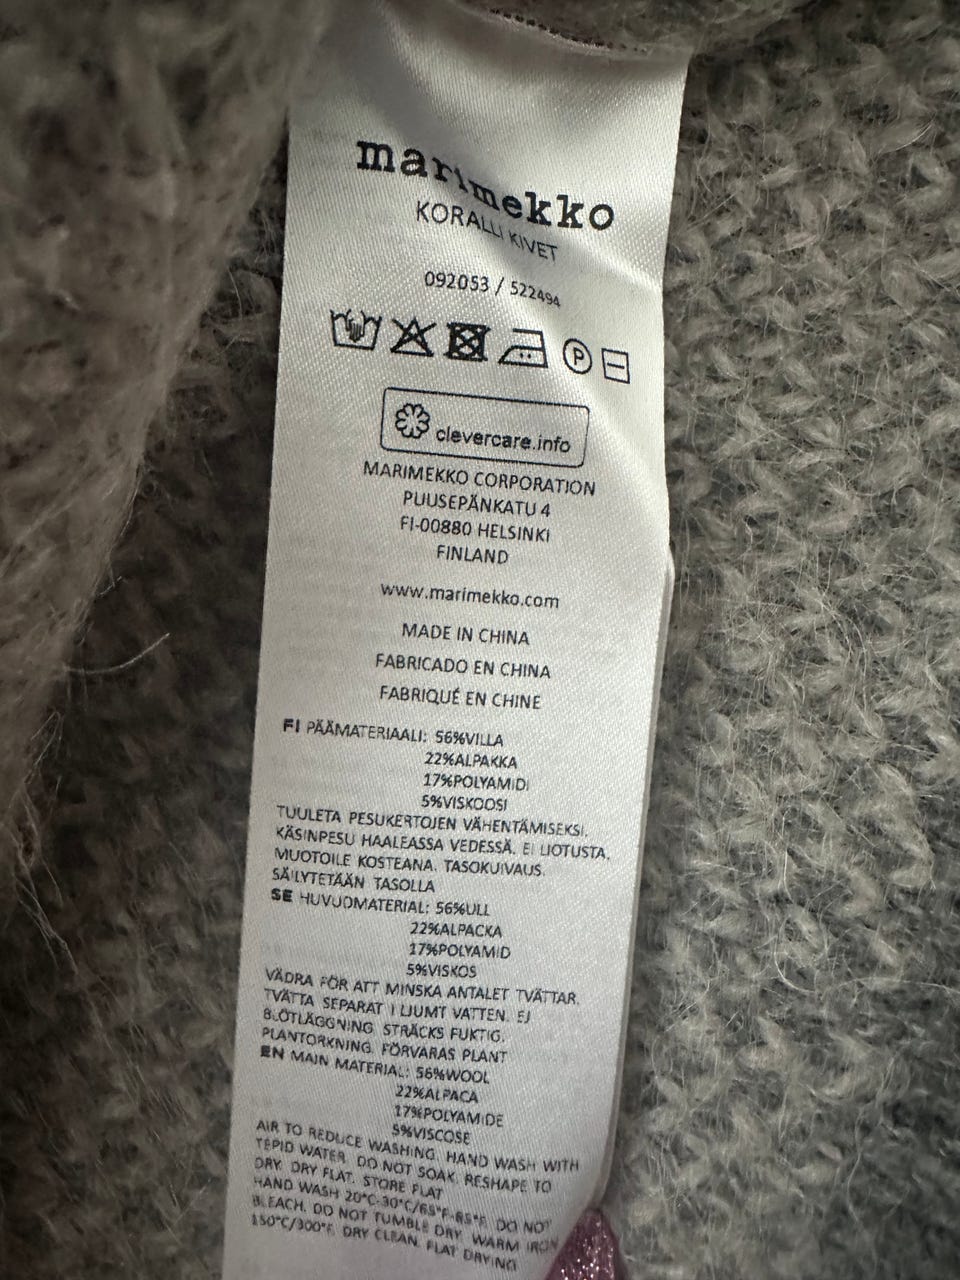 marimekko
KORALLI KIVET
092053 / 522494
P
clevercare.info
MARIMEKKO CORPORATION
PUUSEPÄNKATU 4
FI-00880 HELSINKI
FINLAND
www.marimekko.com
MADE IN CHINA
FABRICADO EN CHINA
FABRIQUÉ EN CHINE
FI PÄÄMATERIAALI: 56%VILLA
22%ALPAKKA
17%POLYAMIDI
5%VISKOOSI
TUULETA PESUKERTOJEN VÄHENTÄMISEKSI.
KÄSINPESU HAALEASSA VEDESSÄ. EI LIOTUSTA.
MUOTOILE KOSTEANA. TASOKUIVAUS.
SÄILYTETÄÄN TASOLLA
SE HUVUDMATERIAL: 56%ULL
22%ALPACKA
17%POLYAMID
5%VISKOS
VÄDRA FÖR ATT MINSKA ANTALET TVÄTTAR.
TVÄTTA SEPARAT I LJUMT VATTEN. EJ
BLÖTLÄGGNING. STRÄCKS FUKTIG.
PLANTORKNING. FÖRVARAS PLANT
EN MAIN MATERIAL: 56%WOOL
22%ALPACA
17%POLYAMIDE
5%VISCOSE
AIR TO REDUCE WASHING. HAND WASH WITH
TEPID WATER. DO NOT SOAK. RESHAPE TO
DRY. DRY FLAT. STORE FLAT
HAND WASH 20°C-30°C/65°F-85°F. DO NOT
BLEACH. DO NOT TUMBLE DRY. WARM IRON
150°C/300°F. DRY CLEAN. FLAT DRYING